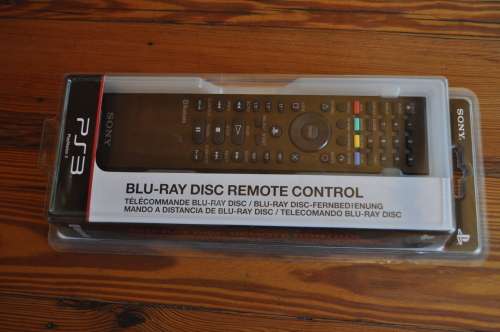 SONY
PS3
SONY
BLU-RAY DISC REMOTE CONTROL
TÉLÉCOMMANDE BLU-RAY DISC / BLU-RAY DISC-FERNBEDIENUNG
MANDO A DISTANCIA DE BLU-RAY DISC / TELECOMANDO BLU-RAY DISC